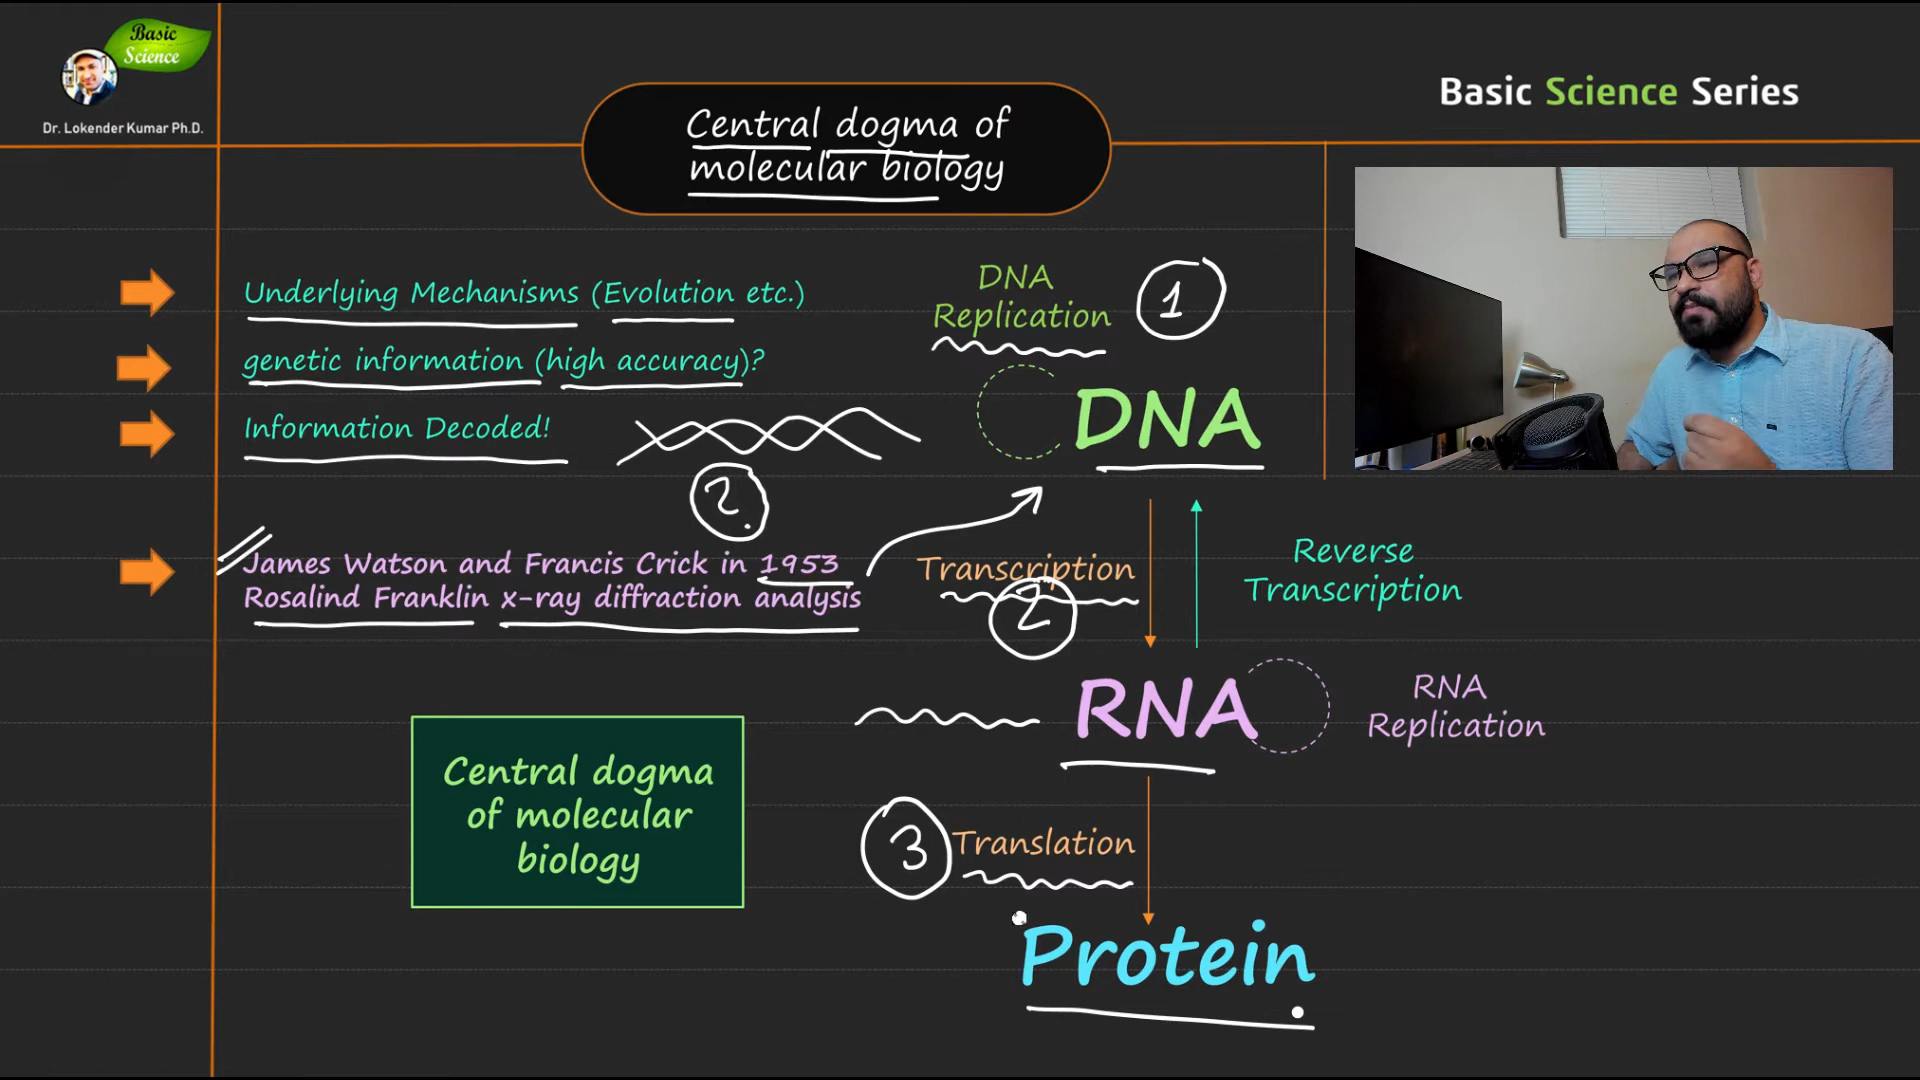 Basic
Science
Dr. Lokender Kumar Ph.D.
Central dogma of
molecular biology
Basic Science Series
Underlying Mechanisms (Evolution etc.)
genetic information (high accuracy)?
Information Decoded!
?
James Watson and Francis Crick in 1953
Rosalind Franklin x-ray diffraction analysis
Central dogma
of molecular
biology
DNA
Replication
1
DNA
Transcription
2
Reverse
Transcription
RNA
RNA
Replication
3
Translation
Protein